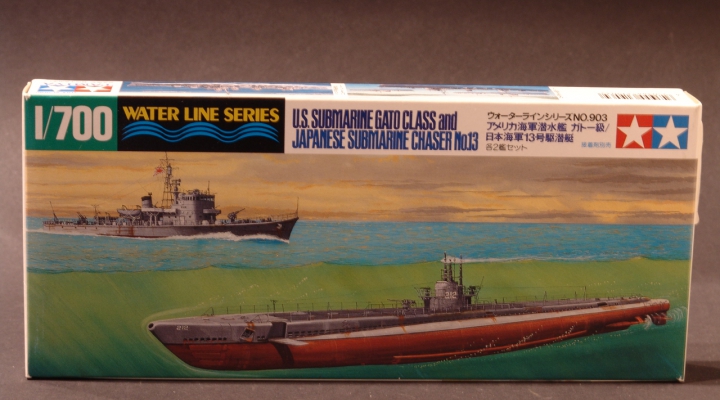 1/700
WATER LINE SERIES
U.S. SUBMARINE GATO CLASS and
JAPANESE SUBMARINE CHASER No.13
ウォーターラインシリーズNO.903
アメリカ海軍潜水艦 ガトー級/
日本海軍13号駆潜艇
各2艦セット
212
212